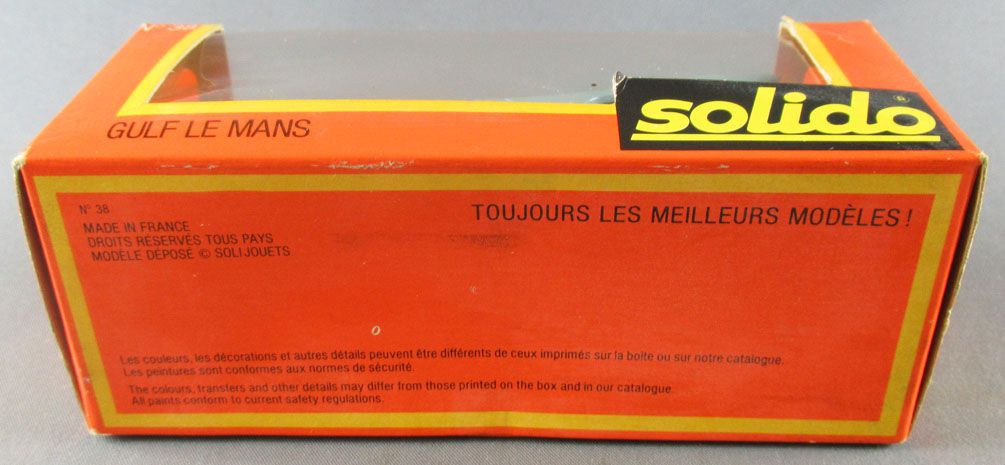 GULF LE MANS
solido
N° 38
MADE IN FRANCE
DROITS RÉSERVÉS TOUS PAYS
MODÈLE DÉPOSÉ © SOLIJOUETS
TOUJOURS LES MEILLEURS MODÈLES !
Les couleurs, les décorations et autres détails peuvent être différents de ceux imprimés sur la boite ou sur notre catalogue.
Les peintures sont conformes aux normes de sécurité.
The colours, transfers and other details may differ from those printed on the box and in our catalogue.
All paints conform to current safety regulations.